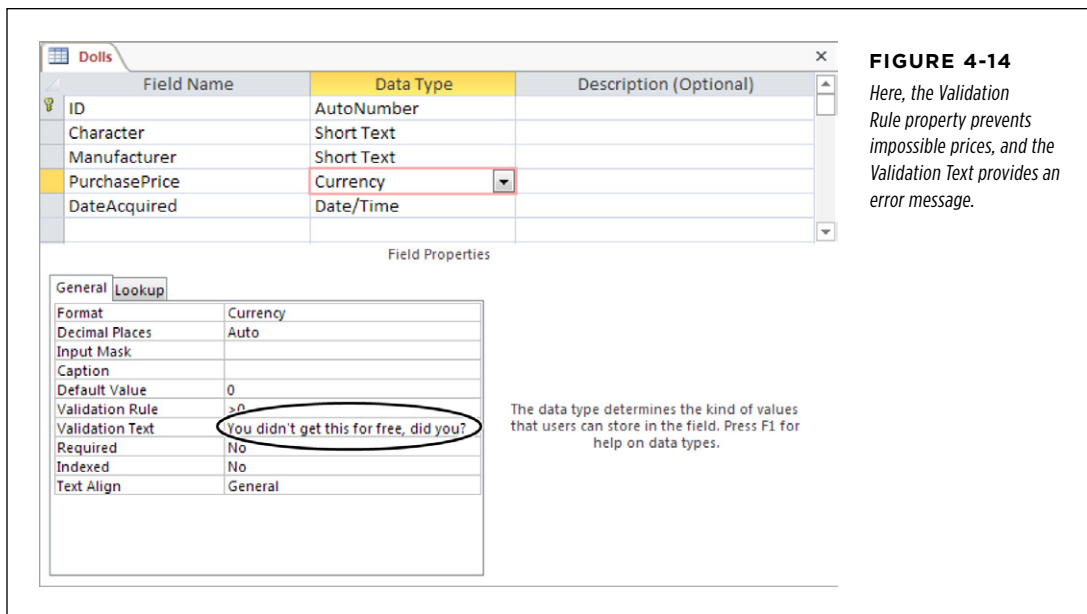 Dolls
Field Name Data Type Description (Optional)
ID AutoNumber
Character Short Text
Manufacturer Short Text
PurchasePrice Currency
DateAcquired Date/Time
Field Properties
General Lookup
Format Currency
Decimal Places Auto
Input Mask
Caption
Default Value 0
Validation Rule >0
Validation Text You didn't get this for free, did you?
Required No
Indexed No
Text Align General
The data type determines the kind of values
that users can store in the field. Press F1 for
help on data types.
FIGURE 4-14
Here, the Validation
Rule property prevents
impossible prices, and the
Validation Text provides an
error message.